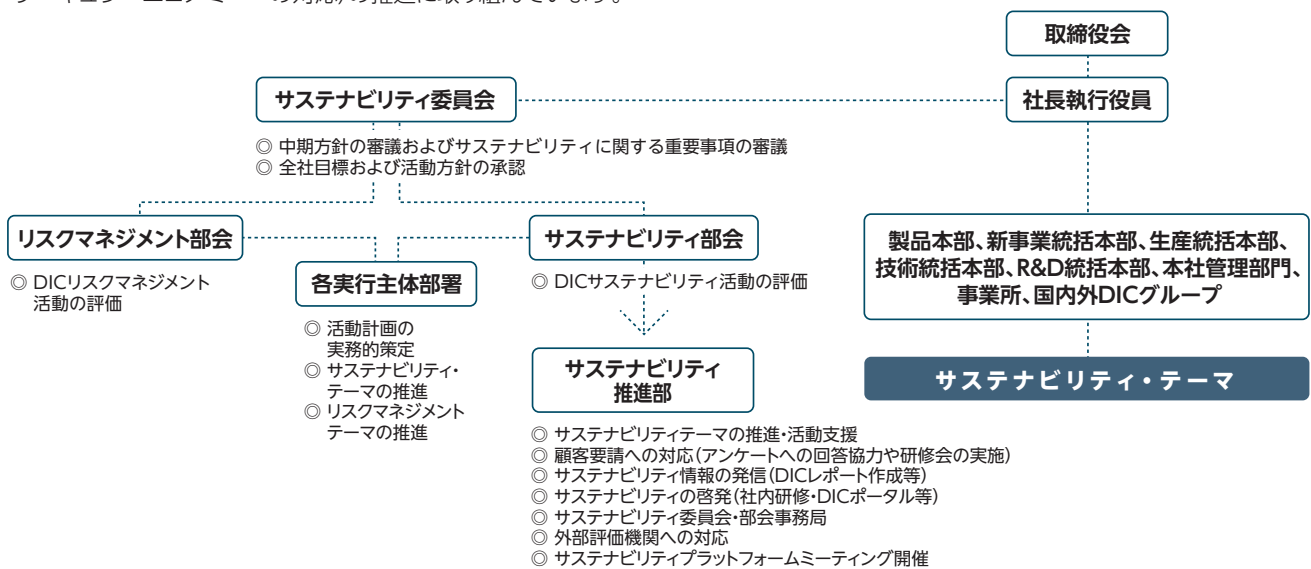 取締役会
サステナビリティ委員会
社長執行役員
◎ 中期方針の審議およびサステナビリティに関する重要事項の審議
◎ 全社目標および活動方針の承認
リスクマネジメント部会
◎ DICリスクマネジメント
活動の評価
各実行主体部署
◎ 活動計画の
実務的策定
◎ サステナビリティ・
テーマの推進
◎ リスクマネジメント
テーマの推進
サステナビリティ部会
◎ DICサステナビリティ活動の評価
サステナビリティ
推進部
◎ サステナビリティテーマの推進・活動支援
◎ 顧客要請への対応(アンケートへの回答協力や研修会の実施)
◎ サステナビリティ情報の発信(DICレポート作成等)
◎ サステナビリティの啓発(社内研修・DICポータル等)
◎ サステナビリティ委員会・部会事務局
◎ 外部評価機関への対応
◎ サステナビリティプラットフォームミーティング開催
製品本部、新事業統括本部、生産統括本部、
技術統括本部、R&D統括本部、本社管理部門、
事業所、国内外DICグループ
サステナビリティ・テーマ